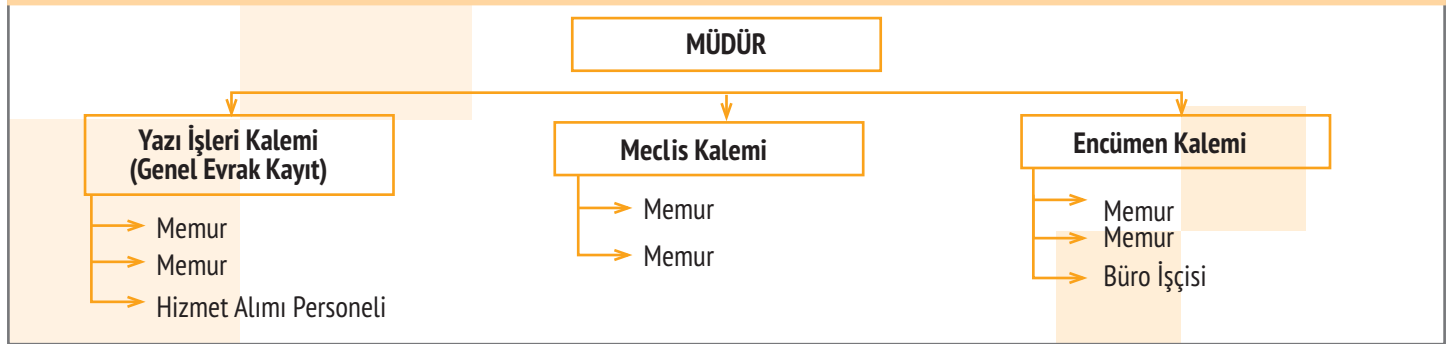 MÜDÜR
Yazı İşleri Kalemi
(Genel Evrak Kayıt)
Memur
Memur
Hizmet Alımı Personeli
Meclis Kalemi
Memur
Memur
Encümen Kalemi
Memur
Memur
Büro İşçisi